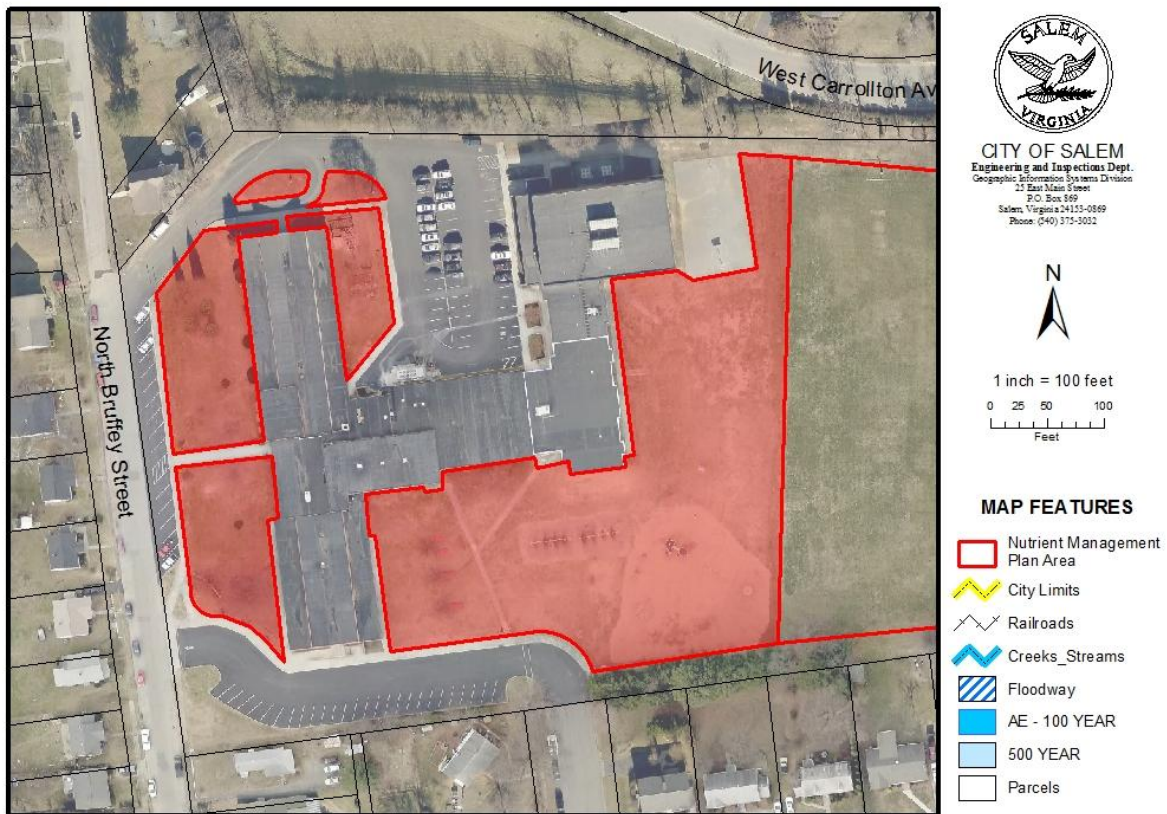 West Carrollton Av
North Bruffey Street
SALEM
VIRGINIA
CITY OF SALEM
Engineering and Inspections Dept.
Geographic Information Systems Division
25 East Main Street
P.O. Box 869
Salem, Virginia 24153-0869
Phone: (540) 375-3032
N
1 inch = 100 feet
0 25 50 100
Feet
MAP FEATURES
Nutrient Management
Plan Area
City Limits
Railroads
Creeks_Streams
Floodway
AE - 100 YEAR
500 YEAR
Parcels